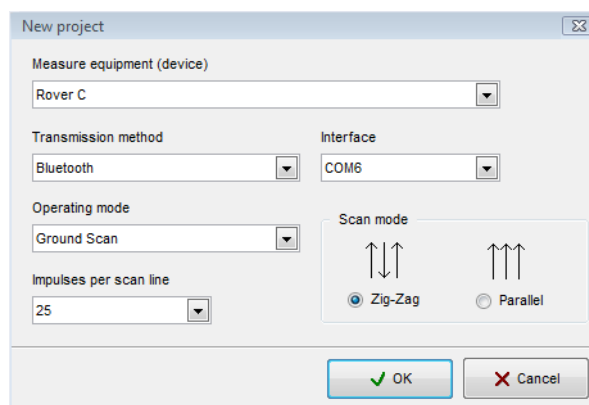 New project
Measure equipment (device)
Rover C
Transmission method
Interface
Bluetooth
COM6
Operating mode
Ground Scan
Scan mode
Impulses per scan line
25
Zig-Zag
Parallel
OK
Cancel